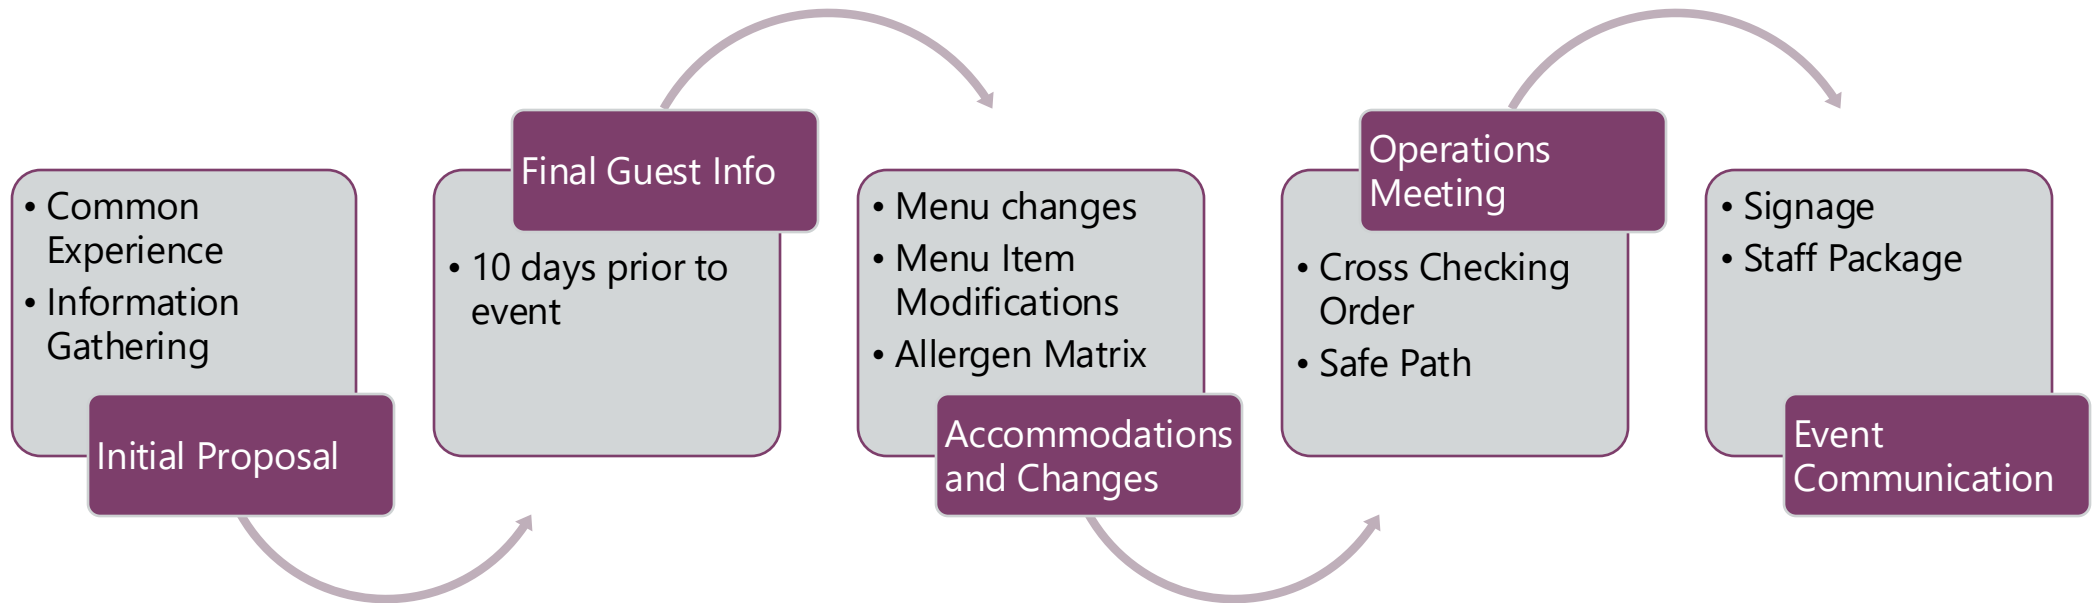 • Common
Experience
• Information
Gathering
Initial Proposal
Final Guest Info
• 10 days prior to
event
• Menu changes
• Menu Item
Modifications
• Allergen Matrix
Accommodations
and Changes
Operations
Meeting
• Cross Checking
Order
• Safe Path
• Signage
• Staff Package
Event
Communication